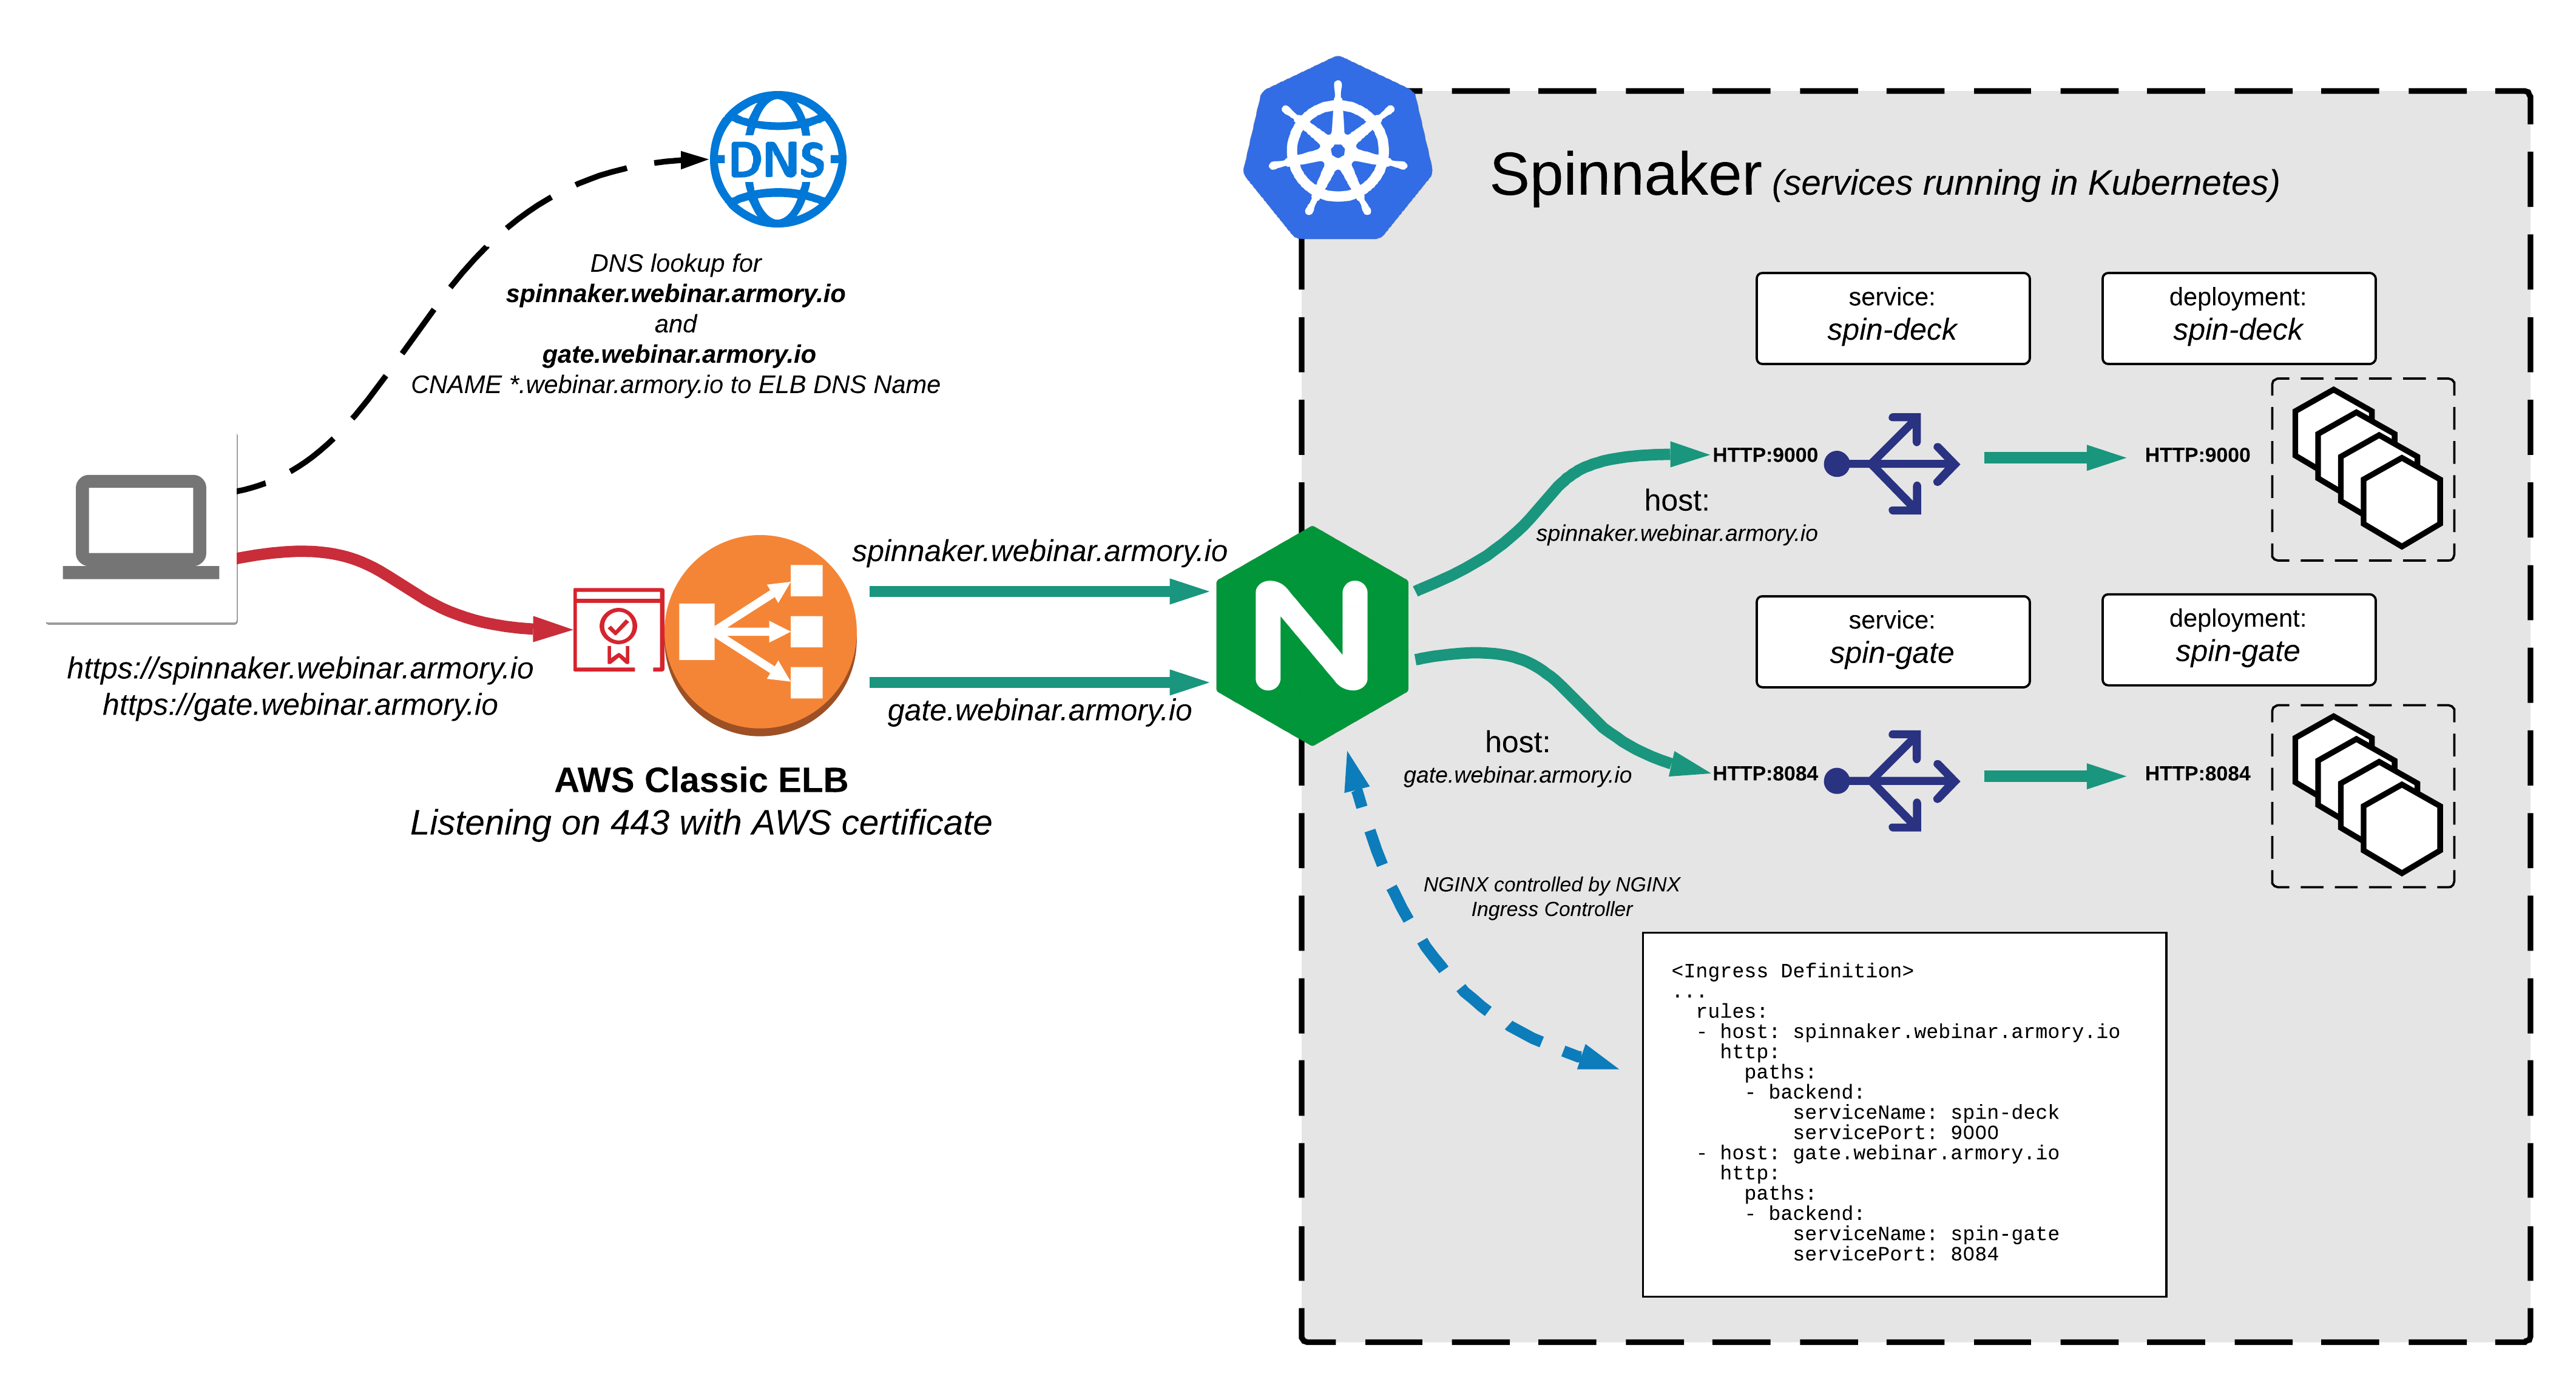 DNS
DNS lookup for
spinnaker.webinar.armory.io
and
gate.webinar.armory.io
CNAME *.webinar.armory.io to ELB DNS Name
https://spinnaker.webinar.armory.io
https://gate.webinar.armory.io
AWS Classic ELB
Listening on 443 with AWS certificate
spinnaker.webinar.armory.io
gate.webinar.armory.io
N
Spinnaker (services running in Kubernetes)
service:
spin-deck
deployment:
spin-deck
HTTP:9000
HTTP:9000
host:
spinnaker.webinar.armory.io
service:
spin-gate
deployment:
spin-gate
host:
gate.webinar.armory.io
HTTP:8084
HTTP:8084
NGINX controlled by NGINX
Ingress Controller
<Ingress Definition>
...
  rules:
  - host: spinnaker.webinar.armory.io
    http:
      paths:
      - backend:
          serviceName: spin-deck
          servicePort: 9000
  - host: gate.webinar.armory.io
    http:
      paths:
      - backend:
          serviceName: spin-gate
          servicePort: 8084